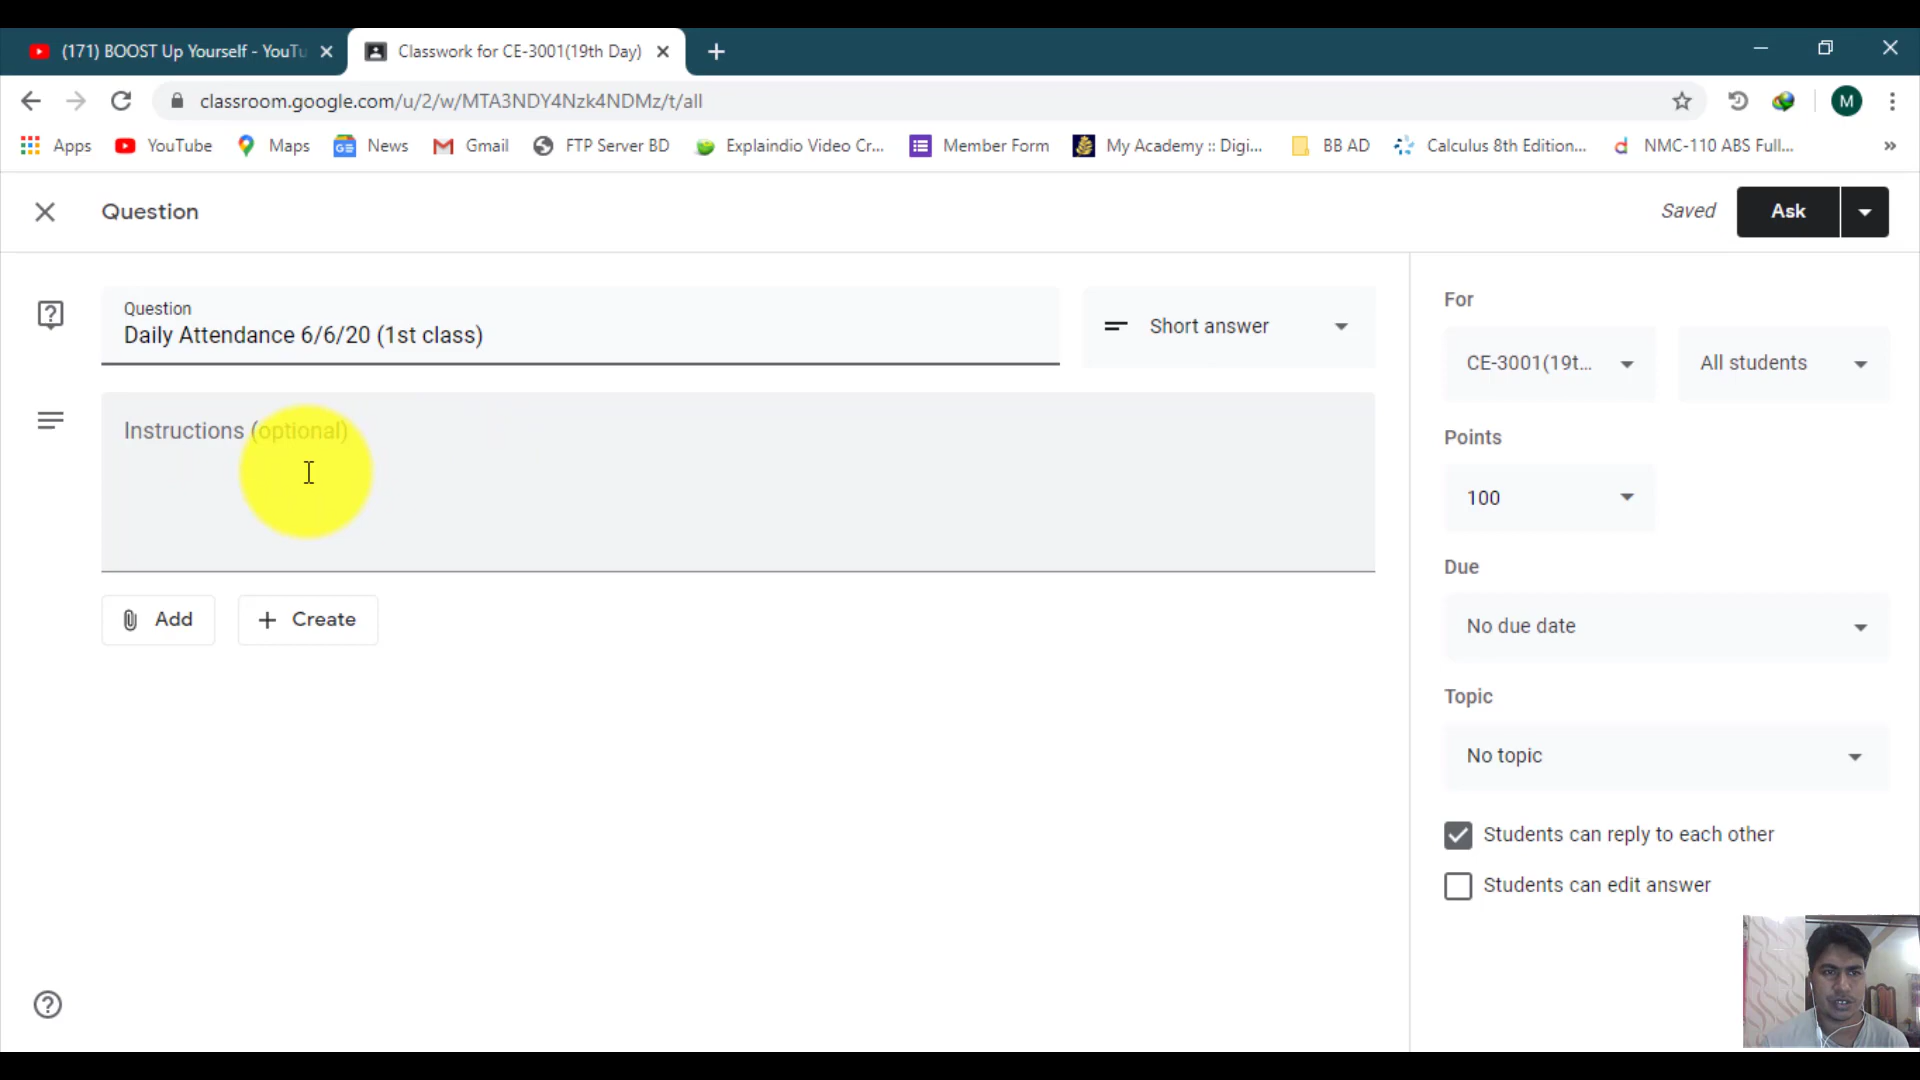 (171) BOOST Up Yourself - YouTu
Classwork for CE-3001(19th Day)
classroom.google.com/u/2/w/MTA3NDY4Nzk4NDMz/t/all
M
Apps
YouTube
Maps
News
Gmail
FTP Server BD
Explaindio Video Cr...
Member Form
My Academy :: Digi...
BB AD
Calculus 8th Edition...
NMC-110 ABS Full...
Question
Saved
Ask
Question
Daily Attendance 6/6/20 (1st class)
Short answer
Instructions (optional)
Add
Create
For
CE-3001(19t...
All students
Points
100
Due
No due date
Topic
No topic
Students can reply to each other
Students can edit answer